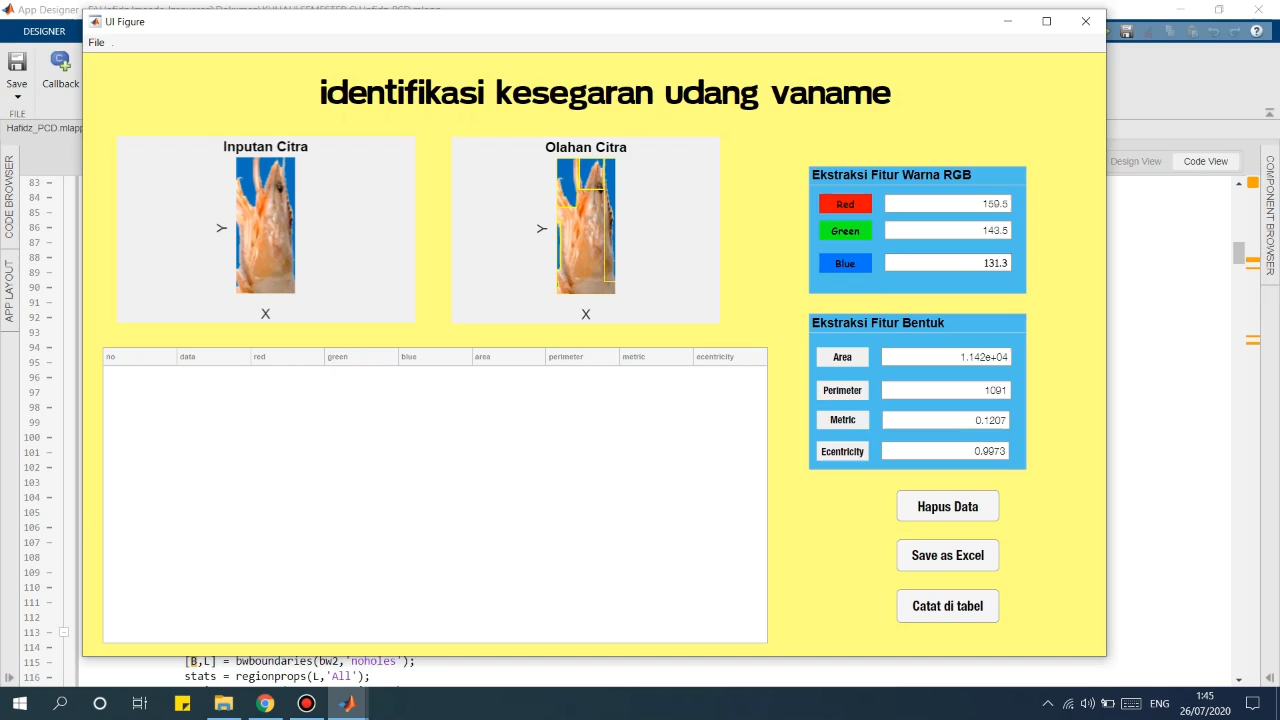 App Designer
UI Figure
DESIGNER
File
Save
Callback
FILE
identifikasi kesegaran udang vaname
Hafidz_PCD.mlapp
Design View
Code View
CODE BROWSER
APP LAYOUT
COMPONENT BROWSER
Inputan Citra
Y
X
Olahan Citra
Y
X
Ekstraksi Fitur Warna RGB
Red 159.5
Green 143.5
Blue 131.3
Ekstraksi Fitur Bentuk
Area 1.142e+04
Perimeter 1091
Metric 0.1207
Ecentricity 0.9973
no data red green blue area perimeter metric ecentricity
Hapus Data
Save as Excel
Catat di tabel
83
84
85
86
87
88
89
90
91
92
93
94
95
96
97
98
99
100
101
102
103
104
105
106
107
108
109
110
111
112
113
114
115 [B,L] = bwboundaries(bw2,'noholes');
116 stats = regionprops(L,'All');
ENG
1:45
26/07/2020